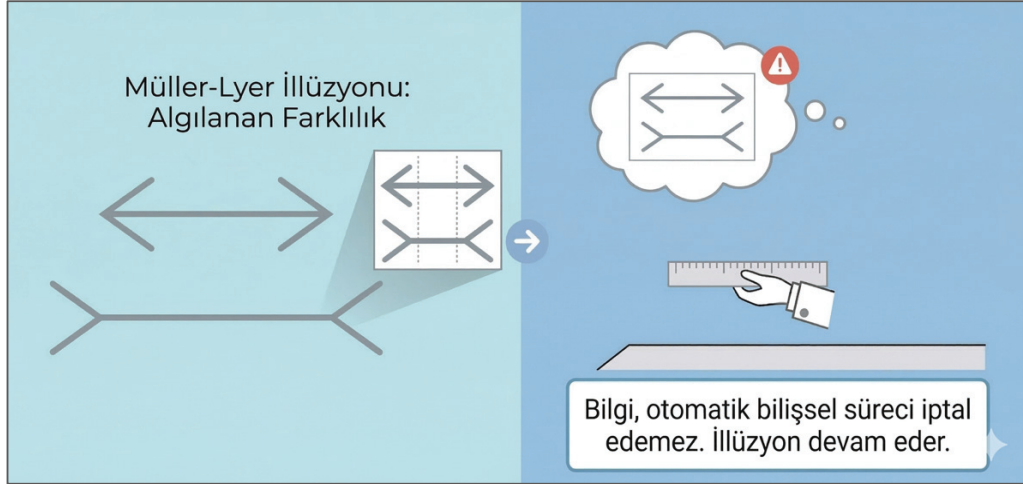 Müller-Lyer İllüzyonu:
Algılanan Farklılık
Bilgi, otomatik bilişsel süreci iptal
edemez. İllüzyon devam eder.